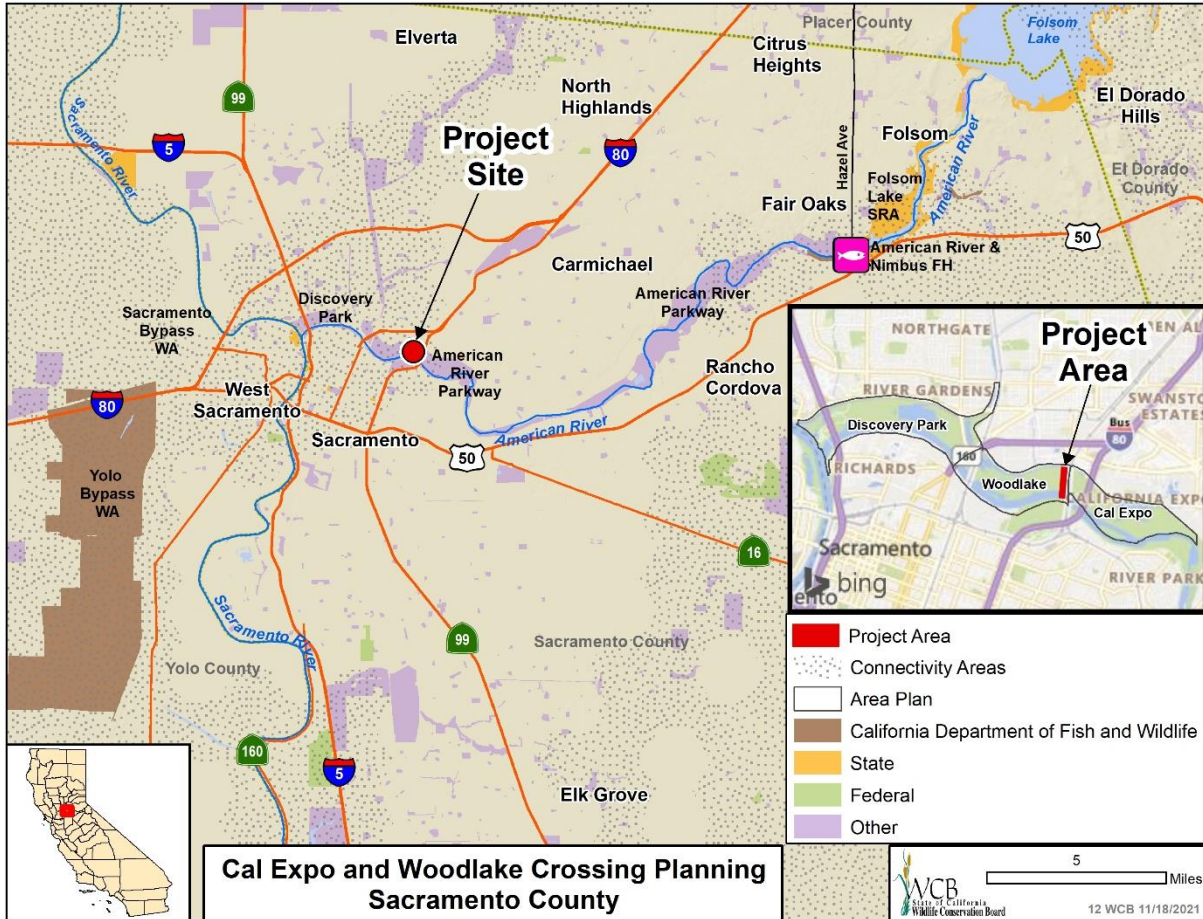 Placer County
Folsom
Lake
Elverta
Citrus
Heights
North
Highlands
99
El Dorado
Hills
Sacramento River
5
Project
Site
80
Folsom
Hazel Ave
American River
El Dorado
County
Fair Oaks
Folsom
Lake
SRA
50
American River &
Nimbus FH
Carmichael
Discovery
Park
American River
Parkway
Sacramento
Bypass
WA
American
River
Parkway
Rancho
Cordova
West
Sacramento
80
Sacramento
50
American River
Yolo
Bypass
WA
16
Sacramento River
99
Sacramento County
Yolo County
160
5
Elk Grove
NORTHGATE
Project
Area
RIVER GARDENS
SWANSTO
ESTATE
Discovery Park
Bus
80
160
RICHARDS
Woodlake
CALIFORNIA EXPO
Cal Expo
Sacramento
bing
RIVER PARK
Project Area
Connectivity Areas
Area Plan
California Department of Fish and Wildlife
State
Federal
Other
Cal Expo and Woodlake Crossing Planning
Sacramento County
WCB
State of California
Wildlife Conservation Board
5
Miles
12 WCB 11/18/2021